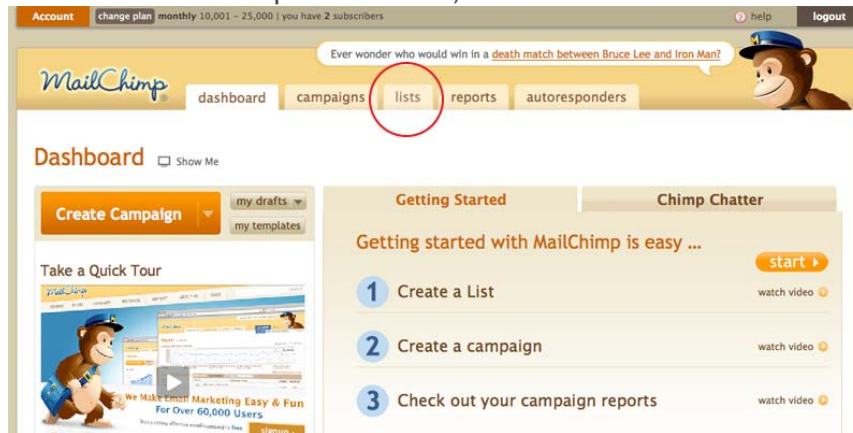 Account change plan monthly 10,001 – 25,000 | you have 2 subscribers help logout
Ever wonder who would win in a death match between Bruce Lee and Iron Man?
MailChimp
dashboard campaigns lists reports autoresponders
Dashboard Show Me
Create Campaign
my drafts
my templates
Take a Quick Tour
MailChimp
We Make Email Marketing Easy & Fun
For Over 60,000 Users
signup
Getting Started Chimp Chatter
Getting started with MailChimp is easy ...
start
1 Create a List watch video
2 Create a campaign watch video
3 Check out your campaign reports watch video